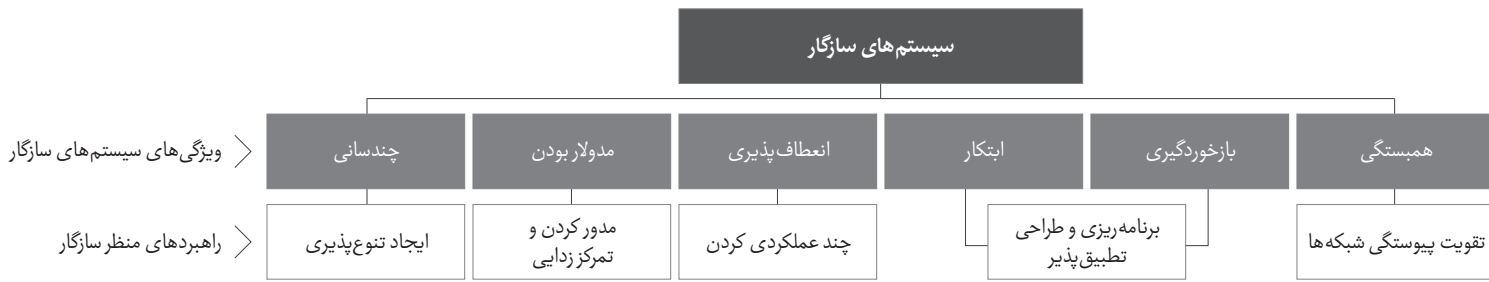 سیستم‌های سازگار
همبستگی
بازخوردگیری
ابتکار
انعطاف‌پذیری
مدولار بودن
چندسانی
ویژگی‌های سیستم‌های سازگار
تقویت پیوستگی شبکه‌ها
برنامه‌ریزی و طراحی
تطبیق‌پذیر
چند عملکردی کردن
مدور کردن و
تمرکز زدایی
ایجاد تنوع‌پذیری
راهبردهای منظر سازگار